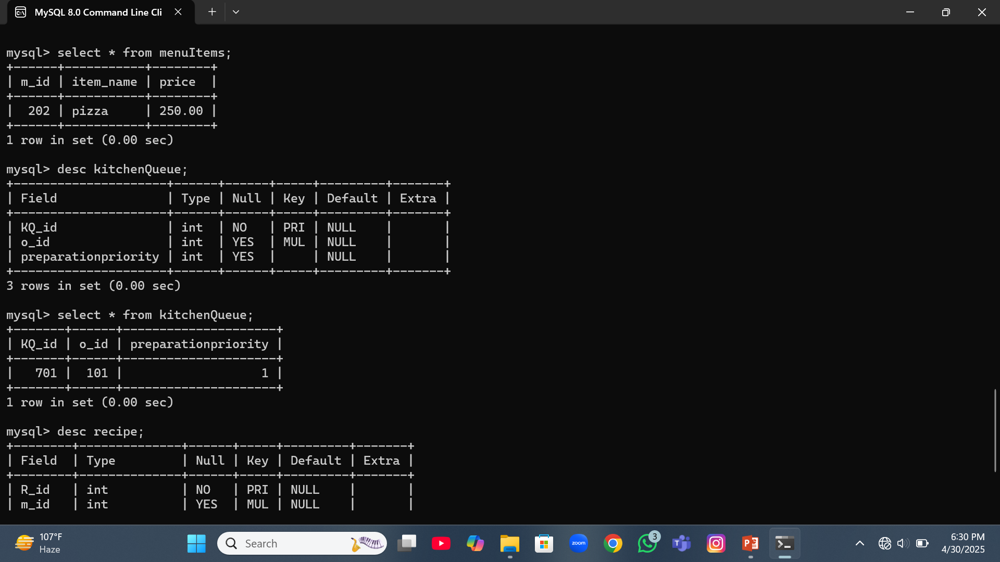 MySQL 8.0 Command Line Cli
mysql> select * from menuItems;
+------+-----------+--------+
| m_id | item_name | price  |
+------+-----------+--------+
|  202 | pizza     | 250.00 |
+------+-----------+--------+
1 row in set (0.00 sec)
mysql> desc kitchenQueue;
+---------------------+------+------+-----+---------+-------+
| Field               | Type | Null | Key | Default | Extra |
+---------------------+------+------+-----+---------+-------+
| KQ_id               | int  | NO   | PRI | NULL    |       |
| o_id                | int  | YES  | MUL | NULL    |       |
| preparationpriority | int  | YES  |     | NULL    |       |
+---------------------+------+------+-----+---------+-------+
3 rows in set (0.00 sec)
mysql> select * from kitchenQueue;
+-------+------+---------------------+
| KQ_id | o_id | preparationpriority |
+-------+------+---------------------+
|   701 |  101 |                   1 |
+-------+------+---------------------+
1 row in set (0.00 sec)
mysql> desc recipe;
+--------+--------------+------+-----+---------+-------+
| Field  | Type         | Null | Key | Default | Extra |
+--------+--------------+------+-----+---------+-------+
| R_id   | int          | NO   | PRI | NULL    |       |
| m_id   | int          | YES  | MUL | NULL    |       |
107°F
Haze
Search
zoom
3
6:30 PM
4/30/2025